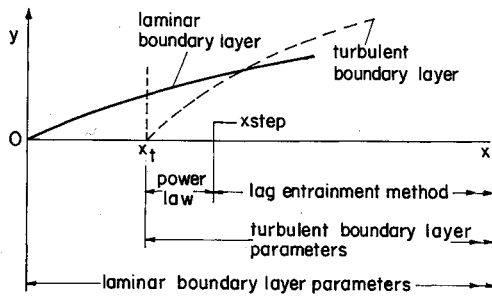 y
laminar
boundary layer
turbulent
boundary layer
xstep
O
x_t
x
power
law
lag entrainment method
turbulent boundary layer
parameters
laminar boundary layer parameters